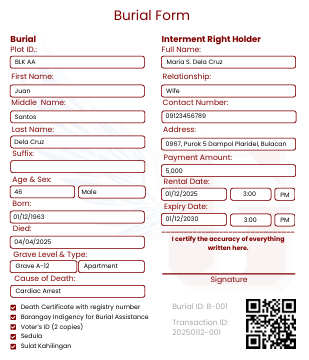 Burial Form
Burial
Plot ID.:
BLK AA
First Name:
Juan
Middle Name:
Santos
Last Name:
Dela Cruz
Suffix:
Age & Sex:
46 Male
Born:
01/12/1963
Died:
04/04/2025
Grave Level & Type:
Grave A-12 Apartment
Cause of Death:
Cardiac Arrest
Death Certificate with registry number
Barangay Indigency for Burial Assistance
Voter's ID (2 copies)
Sedula
Sulat Kahilingan
Interment Right Holder
Full Name:
Maria S. Dela Cruz
Relationship:
Wife
Contact Number:
09123456789
Address:
0967, Purok 5 Dampol Plaridel, Bulacan
Payment Amount:
5,000
Rental Date:
01/12/2025 3:00 PM
Expiry Date:
01/12/2030 3:00 PM
I certify the accuracy of everything
written here.
Signature
Burial ID: B-001
Transaction ID:
20250112-001